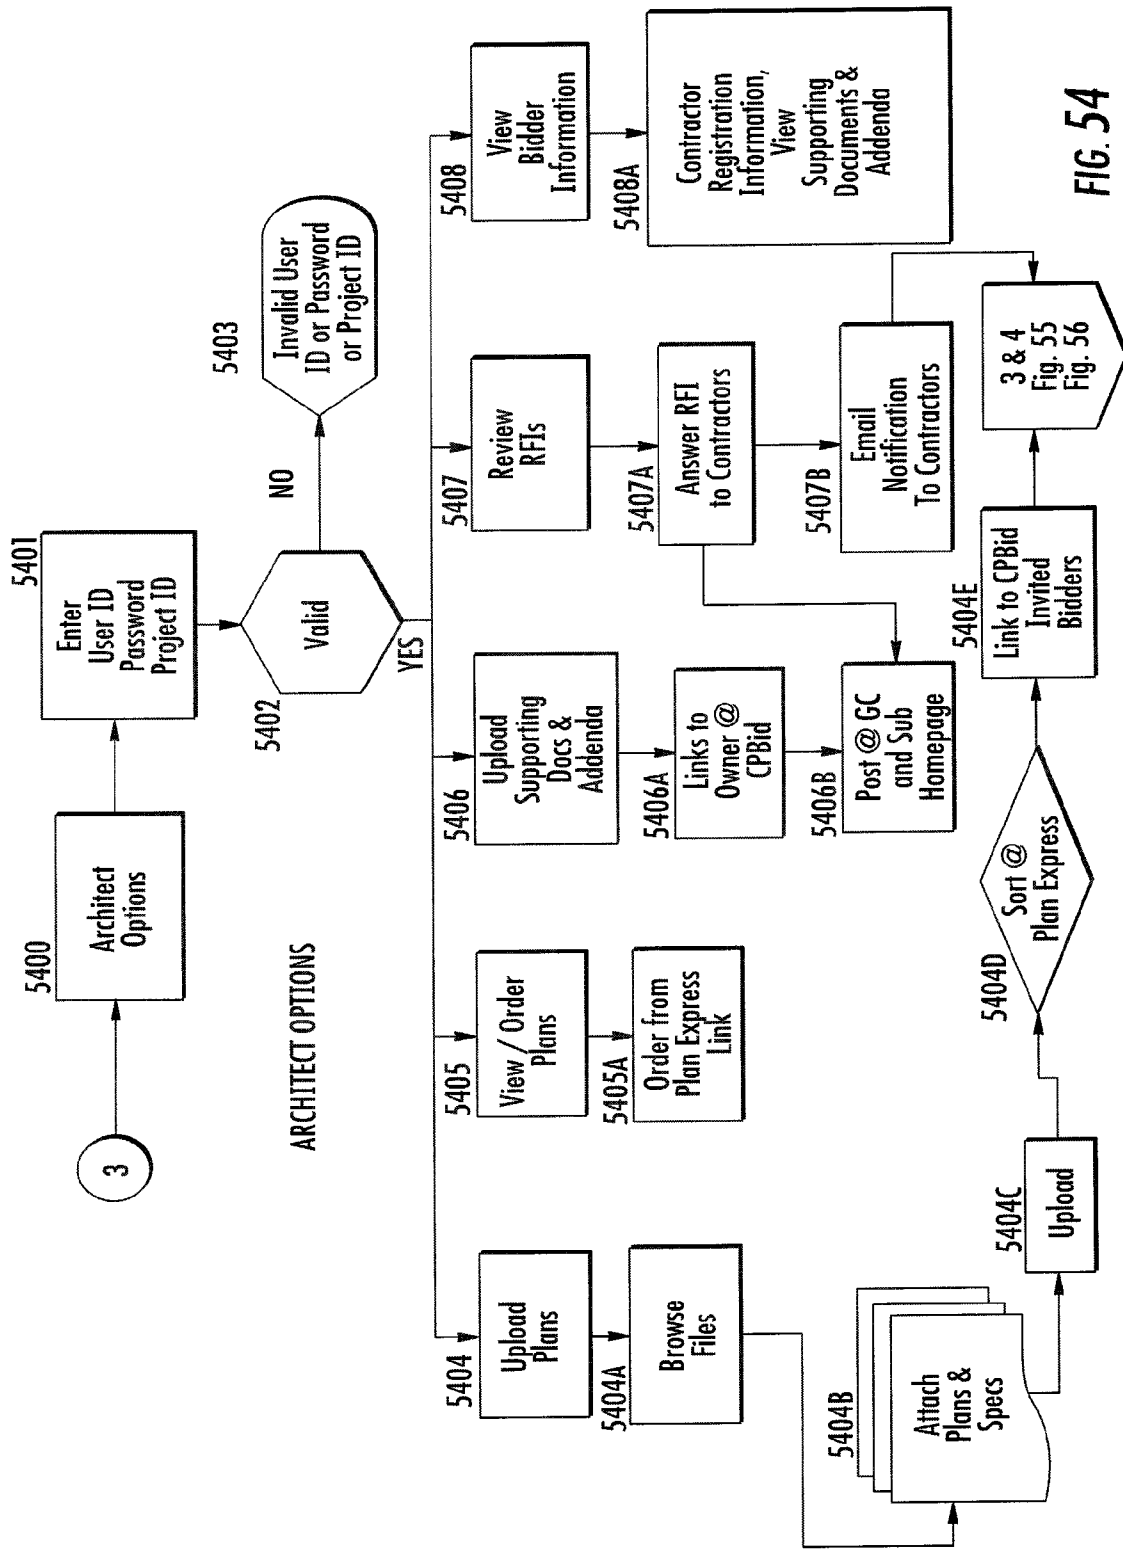 3
5400
Architect
Options
5401
Enter
User ID
Password
Project ID
5402
Valid
NO
YES
5403
Invalid User
ID or Password
or Project ID
ARCHITECT OPTIONS
5404
Upload
Plans
5404A
Browse
Files
5404B
Attach
Plans &
Specs
5404C
Upload
5404D
Sort @
Plan Express
5404E
Link to CPBid
Invited
Bidders
5405
View / Order
Plans
5405A
Order from
Plan Express
Link
5406
Upload
Supporting
Docs &
Addenda
5406A
Links to
Owner @
CPBid
5406B
Post @ GC
and Sub
Homepage
5407
Review
RFIs
5407A
Answer RFI
to Contractors
5407B
Email
Notification
To Contractors
3 & 4
Fig. 55
Fig. 56
5408
View
Bidder
Information
5408A
Contractor
Registration
Information,
View
Supporting
Documents &
Addenda
FIG. 54